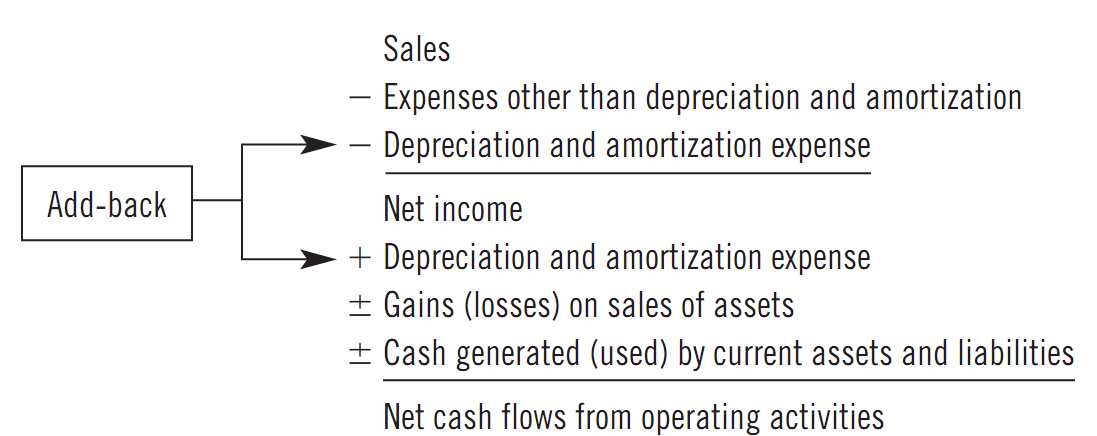 Sales
− Expenses other than depreciation and amortization
− Depreciation and amortization expense
Add-back
Net income
+ Depreciation and amortization expense
± Gains (losses) on sales of assets
± Cash generated (used) by current assets and liabilities
Net cash flows from operating activities